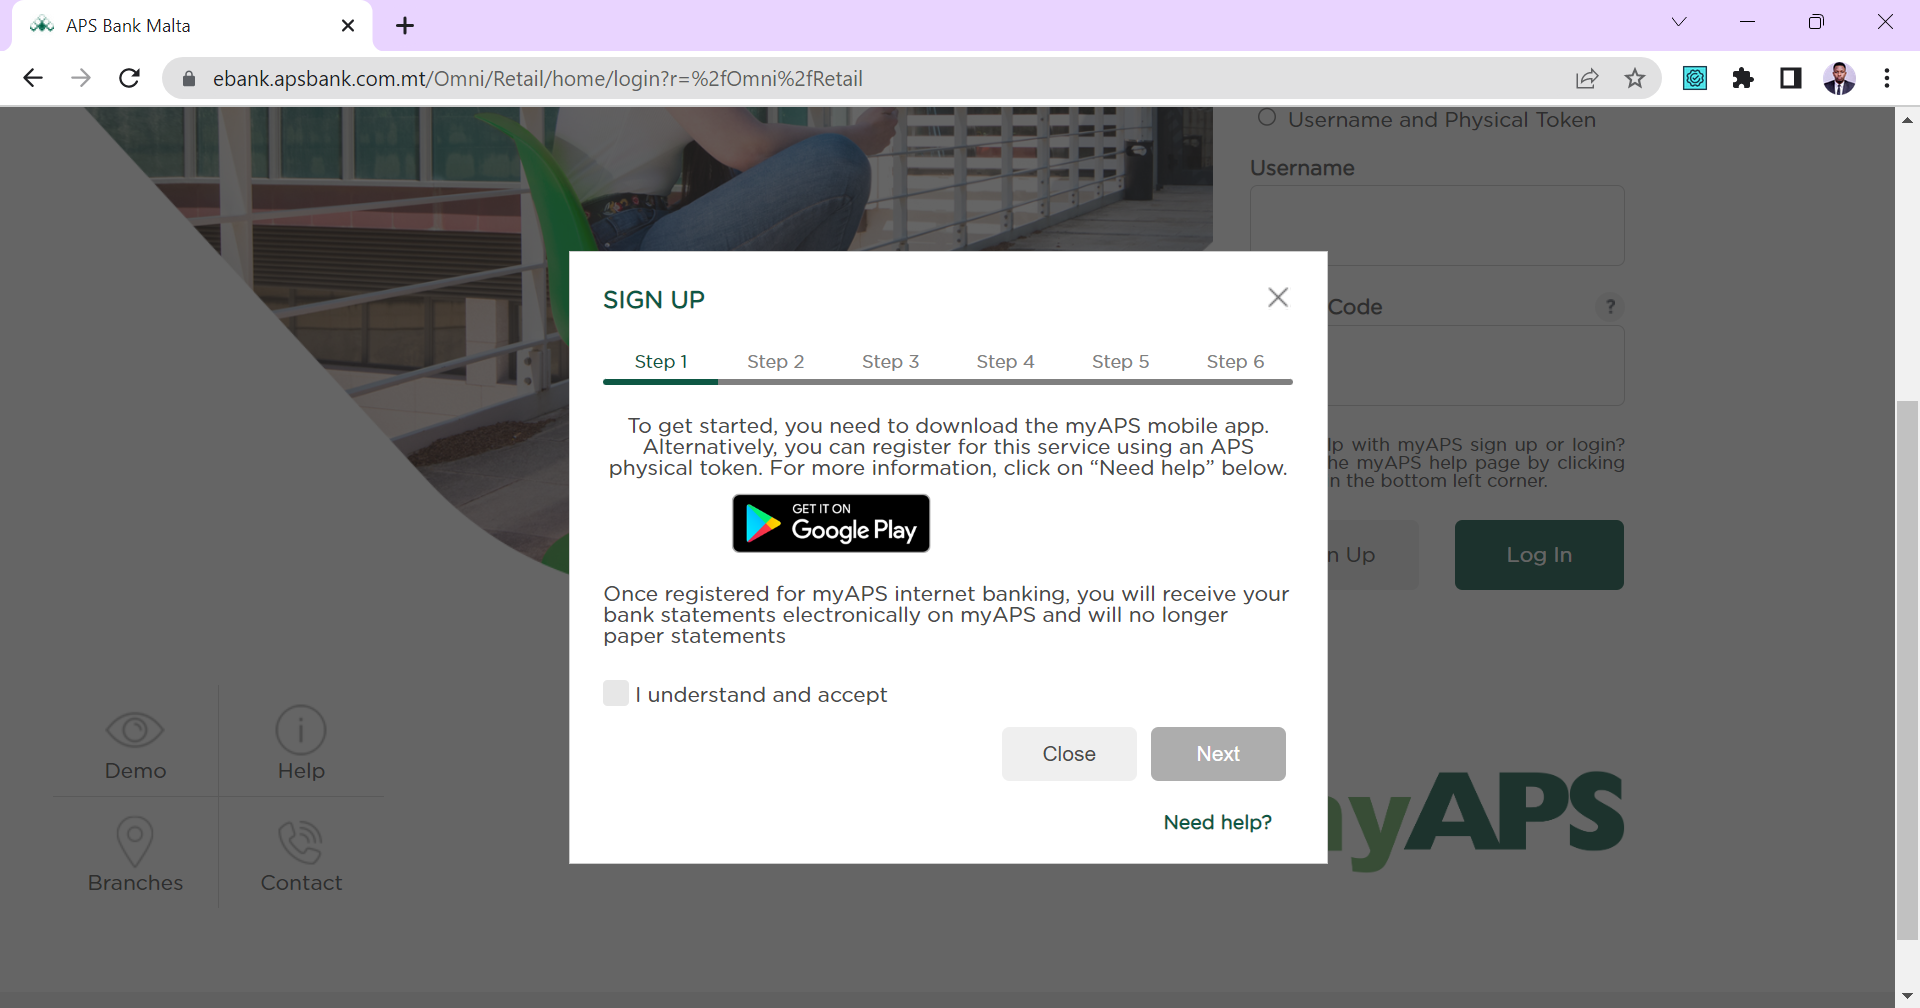 APS Bank Malta
ebank.apsbank.com.mt/Omni/Retail/home/login?r=%2fOmni%2fRetail
Username and Physical Token
Username
Code
?
lp with myAPS sign up or login?
he myAPS help page by clicking
n the bottom left corner.
n Up
Log In
SIGN UP
Step 1 Step 2 Step 3 Step 4 Step 5 Step 6
To get started, you need to download the myAPS mobile app.
Alternatively, you can register for this service using an APS
physical token. For more information, click on “Need help” below.
GET IT ON
Google Play
Once registered for myAPS internet banking, you will receive your
bank statements electronically on myAPS and will no longer
paper statements
I understand and accept
Close
Next
Need help?
Demo
Help
Branches
Contact
yAPS